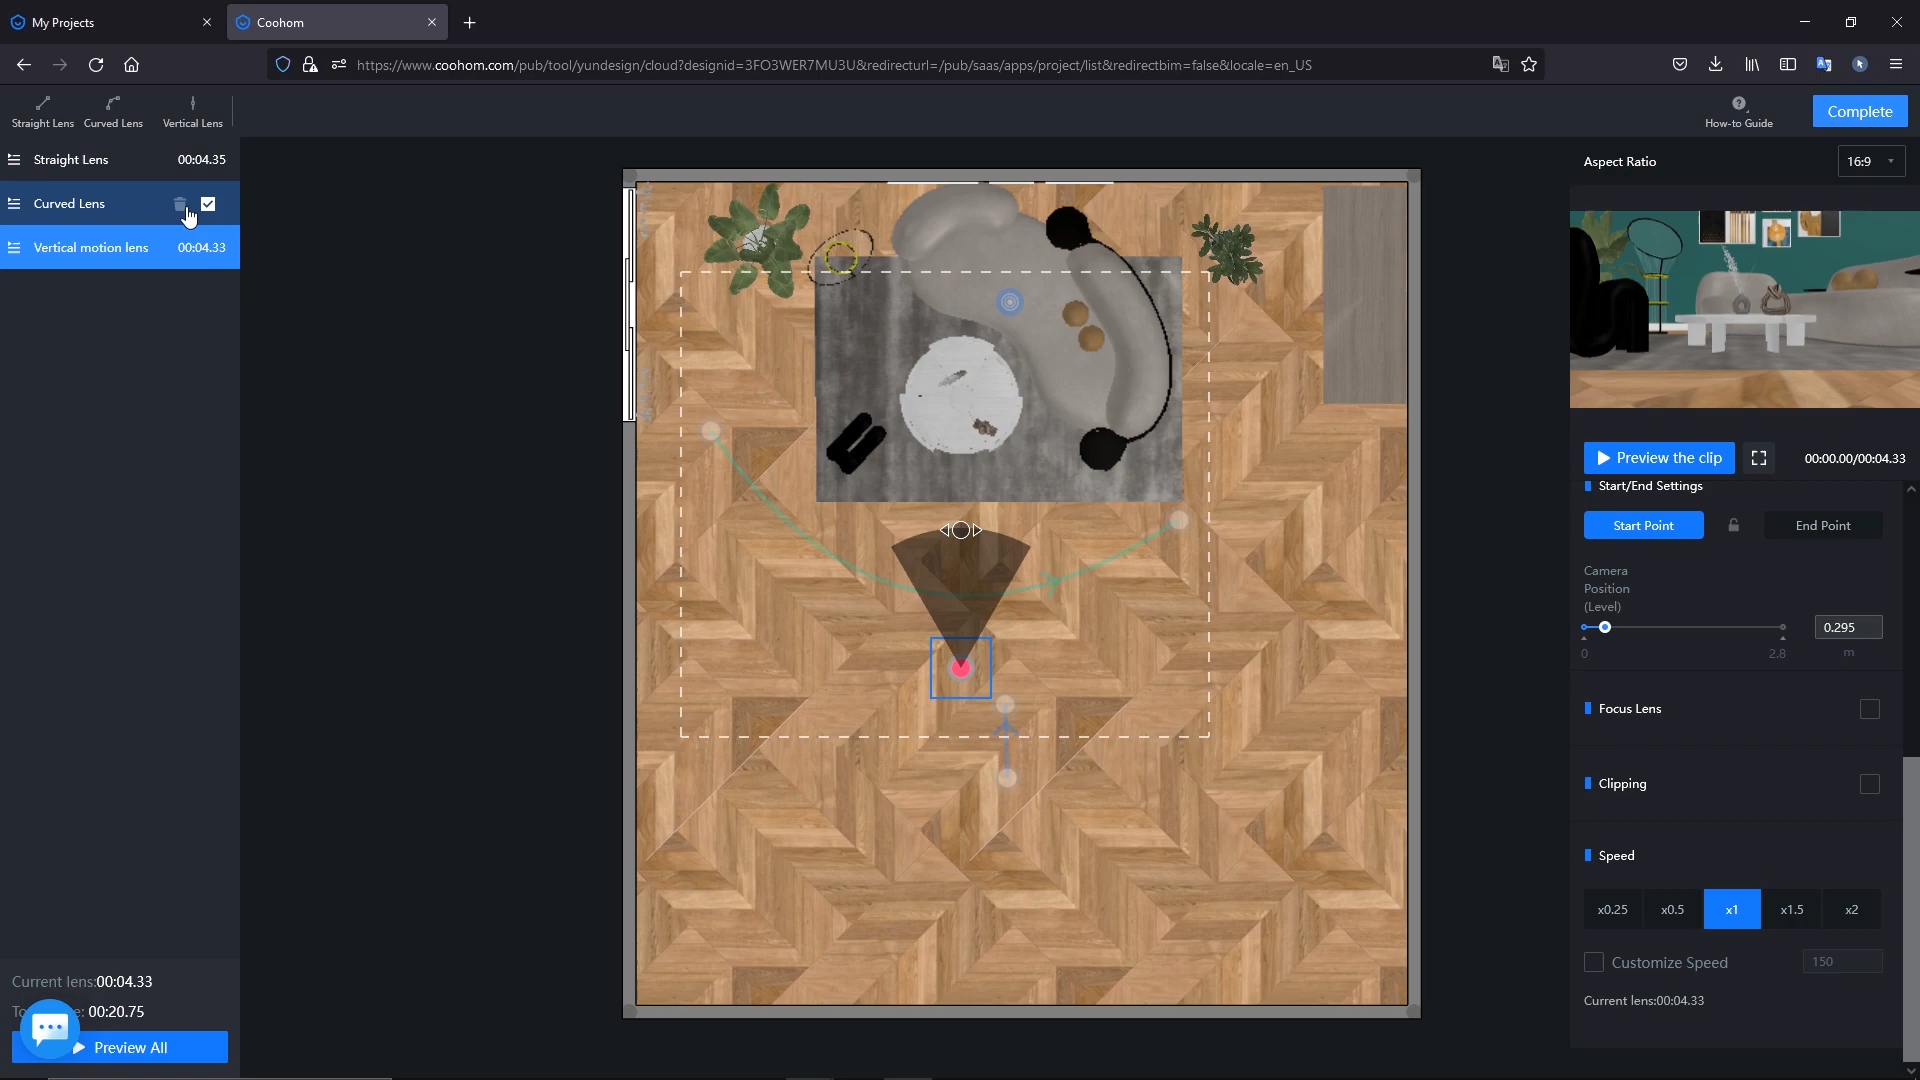 My Projects
Coohom
https://www.coohom.com/pub/tool/yundesign/cloud?designid=3FO3WER7MU3U&redirecturl=/pub/saas/apps/project/list&redirectbim=false&locale=en_US
Straight Lens
Curved Lens
Vertical Lens
How-to Guide
Complete
Straight Lens 00:04.35
Curved Lens
Vertical motion lens 00:04.33
Aspect Ratio
16:9
Preview the clip
00:00.00/00:04.33
Start/End Settings
Start Point
End Point
Camera
Position
(Level)
0.295
0
2.8
m
Focus Lens
Clipping
Speed
x0.25
x0.5
x1
x1.5
x2
Customize Speed
150
Current lens:00:04.33
Current lens:00:04.33
00:20.75
Preview All